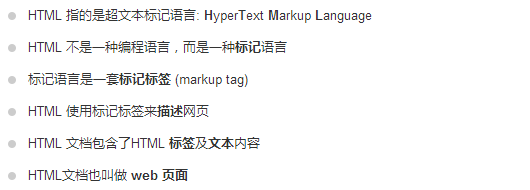 HTML 指的是超文本标记语言: HyperText Markup Language
HTML 不是一种编程语言，而是一种标记语言
标记语言是一套标记标签 (markup tag)
HTML 使用标记标签来描述网页
HTML 文档包含了HTML 标签及文本内容
HTML文档也叫做 web 页面